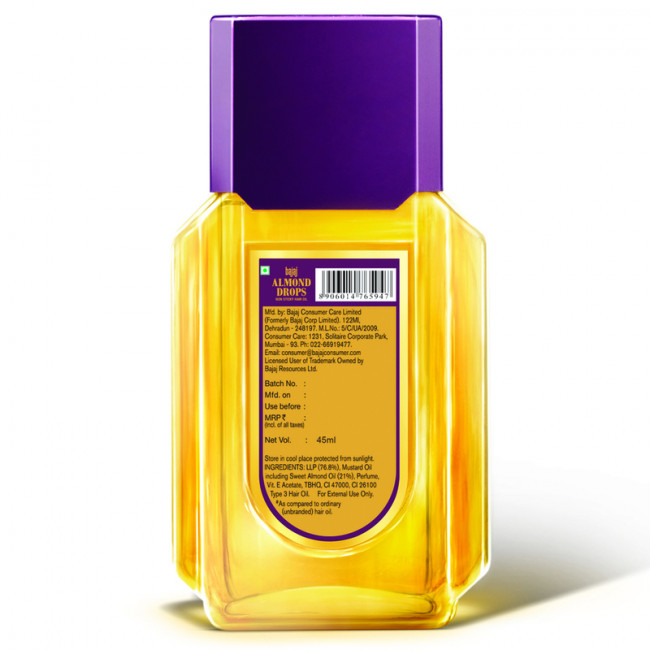 bajaj
ALMOND
DROPS
NON STICKY HAIR OIL
8906014765947
Mfd. by: Bajaj Consumer Care Limited
(Formerly Bajaj Corp Limited). 122MI,
Dehradun - 248197. M.L.No.: 5/C/UA/2009.
Consumer Care: 1231, Solitaire Corporate Park,
Mumbai - 93. Ph: 022-66919477.
Email: consumer@bajajconsumer.com
Licensed User of Trademark Owned by
Bajaj Resources Ltd.
Batch No. :
Mfd. on :
Use before :
MRP ₹ :
(Incl. of all taxes)
Net Vol. : 45ml
Store in cool place protected from sunlight.
INGREDIENTS: LLP (76.8%), Mustard Oil
including Sweet Almond Oil (21%), Perfume,
Vit. E Acetate, TBHQ, CI 47000, CI 26100
Type 3 Hair Oil. For External Use Only.
*As compared to ordinary
(unbranded) hair oil.